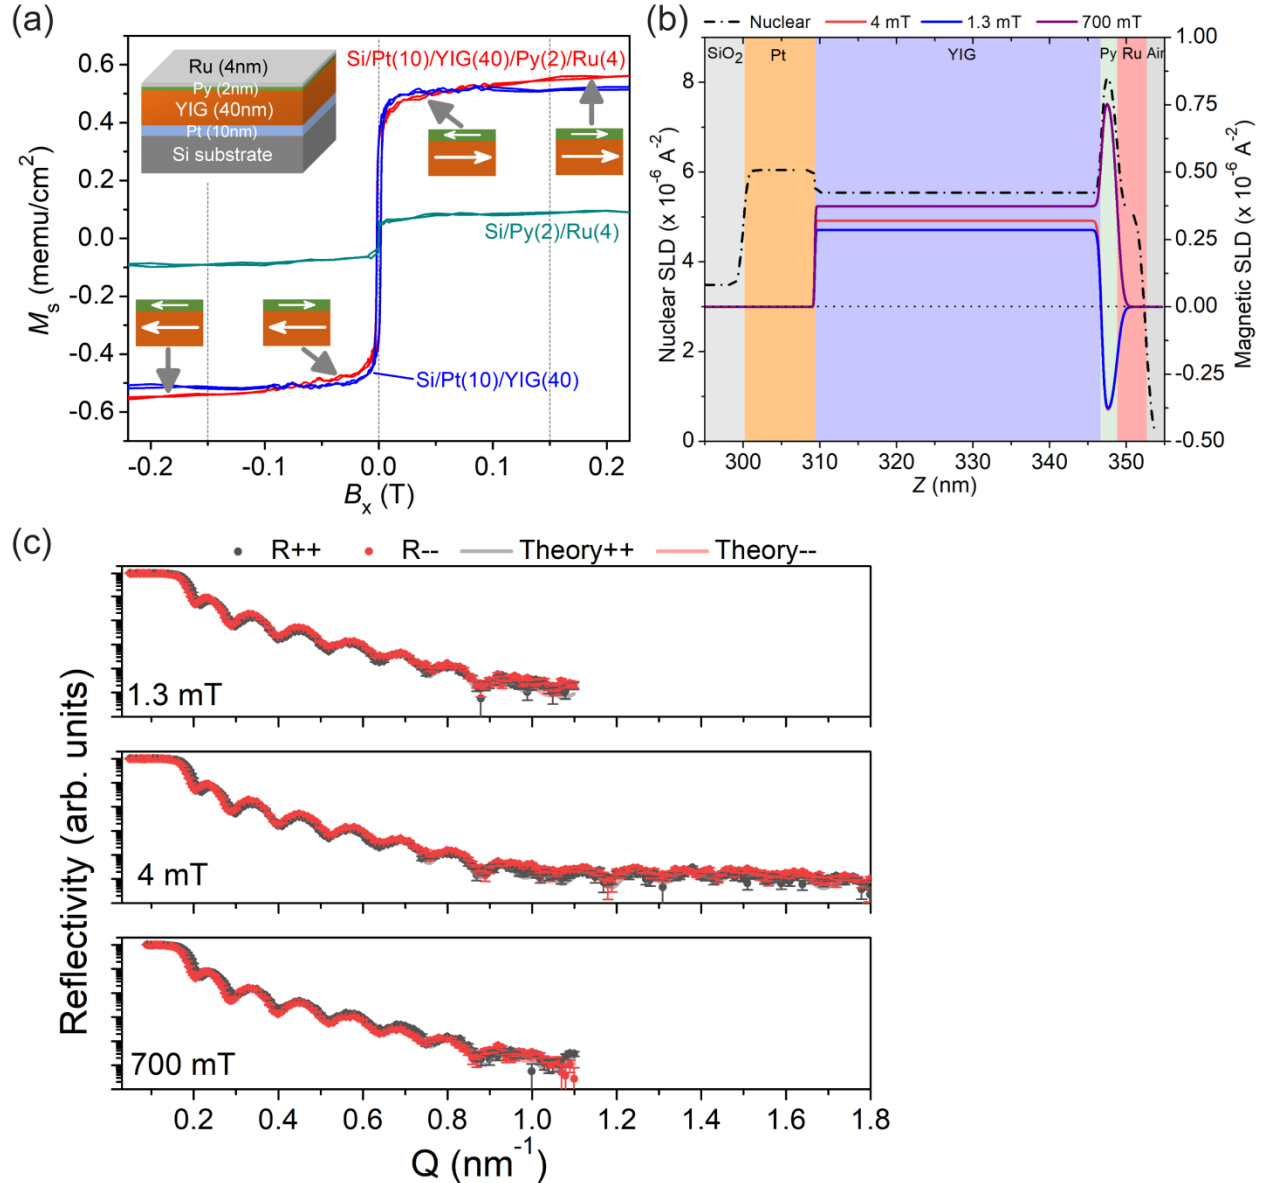 (a)
Si/Pt(10)/YIG(40)/Py(2)/Ru(4)
Ru (4nm)
Py (2nm)
YIG (40nm)
Pt (10nm)
Si substrate
Si/Py(2)/Ru(4)
Si/Pt(10)/YIG(40)
0.6
0.4
0.2
0.0
-0.2
-0.4
-0.6
Ms (memu/cm2)
-0.2
-0.1
0.0
0.1
0.2
Bx (T)
(b)
Nuclear
4 mT
1.3 mT
700 mT
SiO2
Pt
YIG
Py
Ru
Air
8
6
4
2
0
Nuclear SLD (x 10-6 A-2)
1.00
0.75
0.50
0.25
0.00
-0.25
-0.50
Magnetic SLD (x 10-6 A-2)
300
310
320
330
340
350
Z (nm)
(c)
R++
R--
Theory++
Theory--
1.3 mT
4 mT
700 mT
Reflectivity (arb. units)
0.2
0.4
0.6
0.8
1.0
1.2
1.4
1.6
1.8
Q (nm-1)